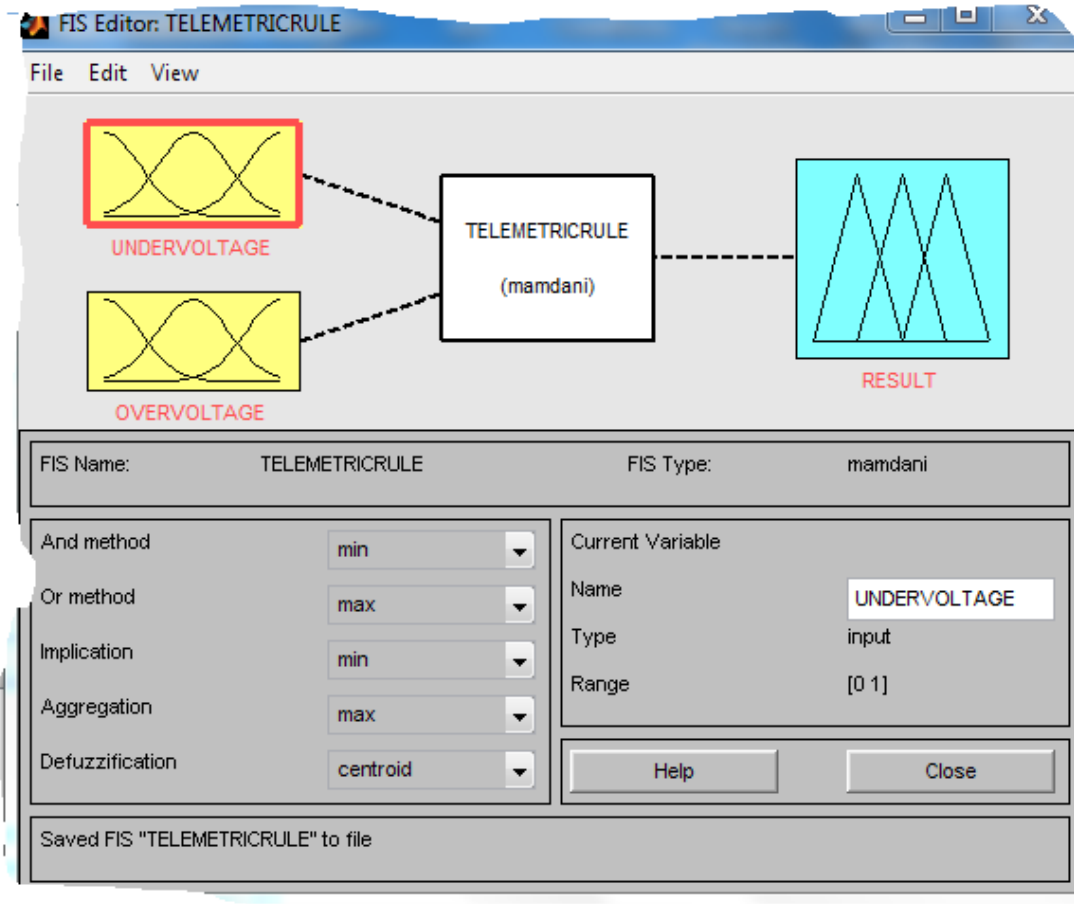 FIS Editor: TELEMETRICRULE
File Edit View
UNDERVOLTAGE
OVERVOLTAGE
TELEMETRICRULE
(mamdani)
RESULT
FIS Name: TELEMETRICRULE FIS Type: mamdani
And method min
Or method max
Implication min
Aggregation max
Defuzzification centroid
Current Variable
Name UNDERVOLTAGE
Type input
Range [0 1]
Help Close
Saved FIS "TELEMETRICRULE" to file